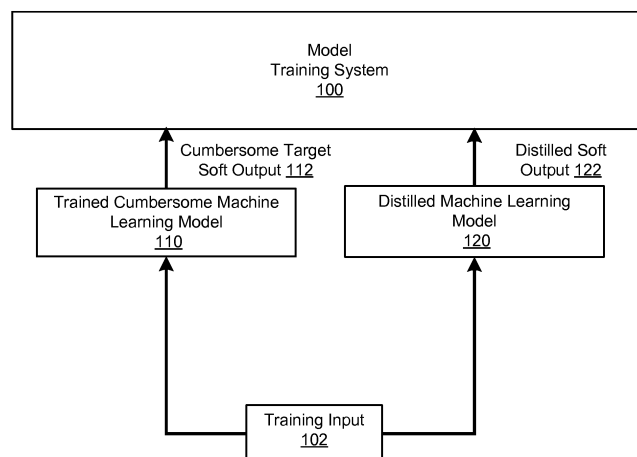 Model
Training System
100
Cumbersome Target
Soft Output 112
Distilled Soft
Output 122
Trained Cumbersome Machine
Learning Model
110
Distilled Machine Learning
Model
120
Training Input
102